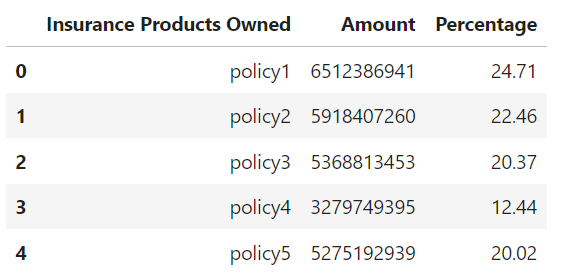 Insurance Products Owned Amount Percentage
0 policy1 6512386941 24.71
1 policy2 5918407260 22.46
2 policy3 5368813453 20.37
3 policy4 3279749395 12.44
4 policy5 5275192939 20.02